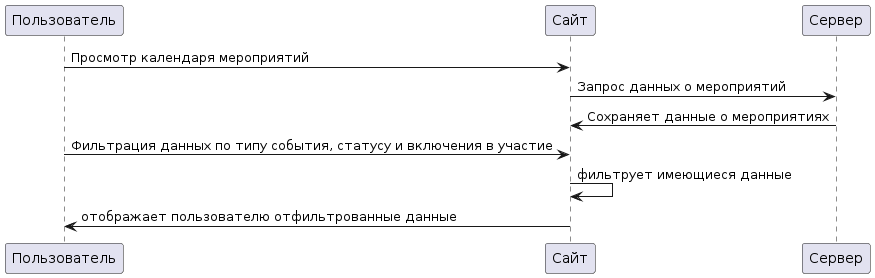 Пользователь
Сайт
Сервер
Просмотр календаря мероприятий
Запрос данных о мероприятий
Сохраняет данные о мероприятиях
Фильтрация данных по типу события, статусу и включения в участие
фильтрует имеющиеся данные
отображает пользователю отфильтрованные данные
Пользователь
Сайт
Сервер